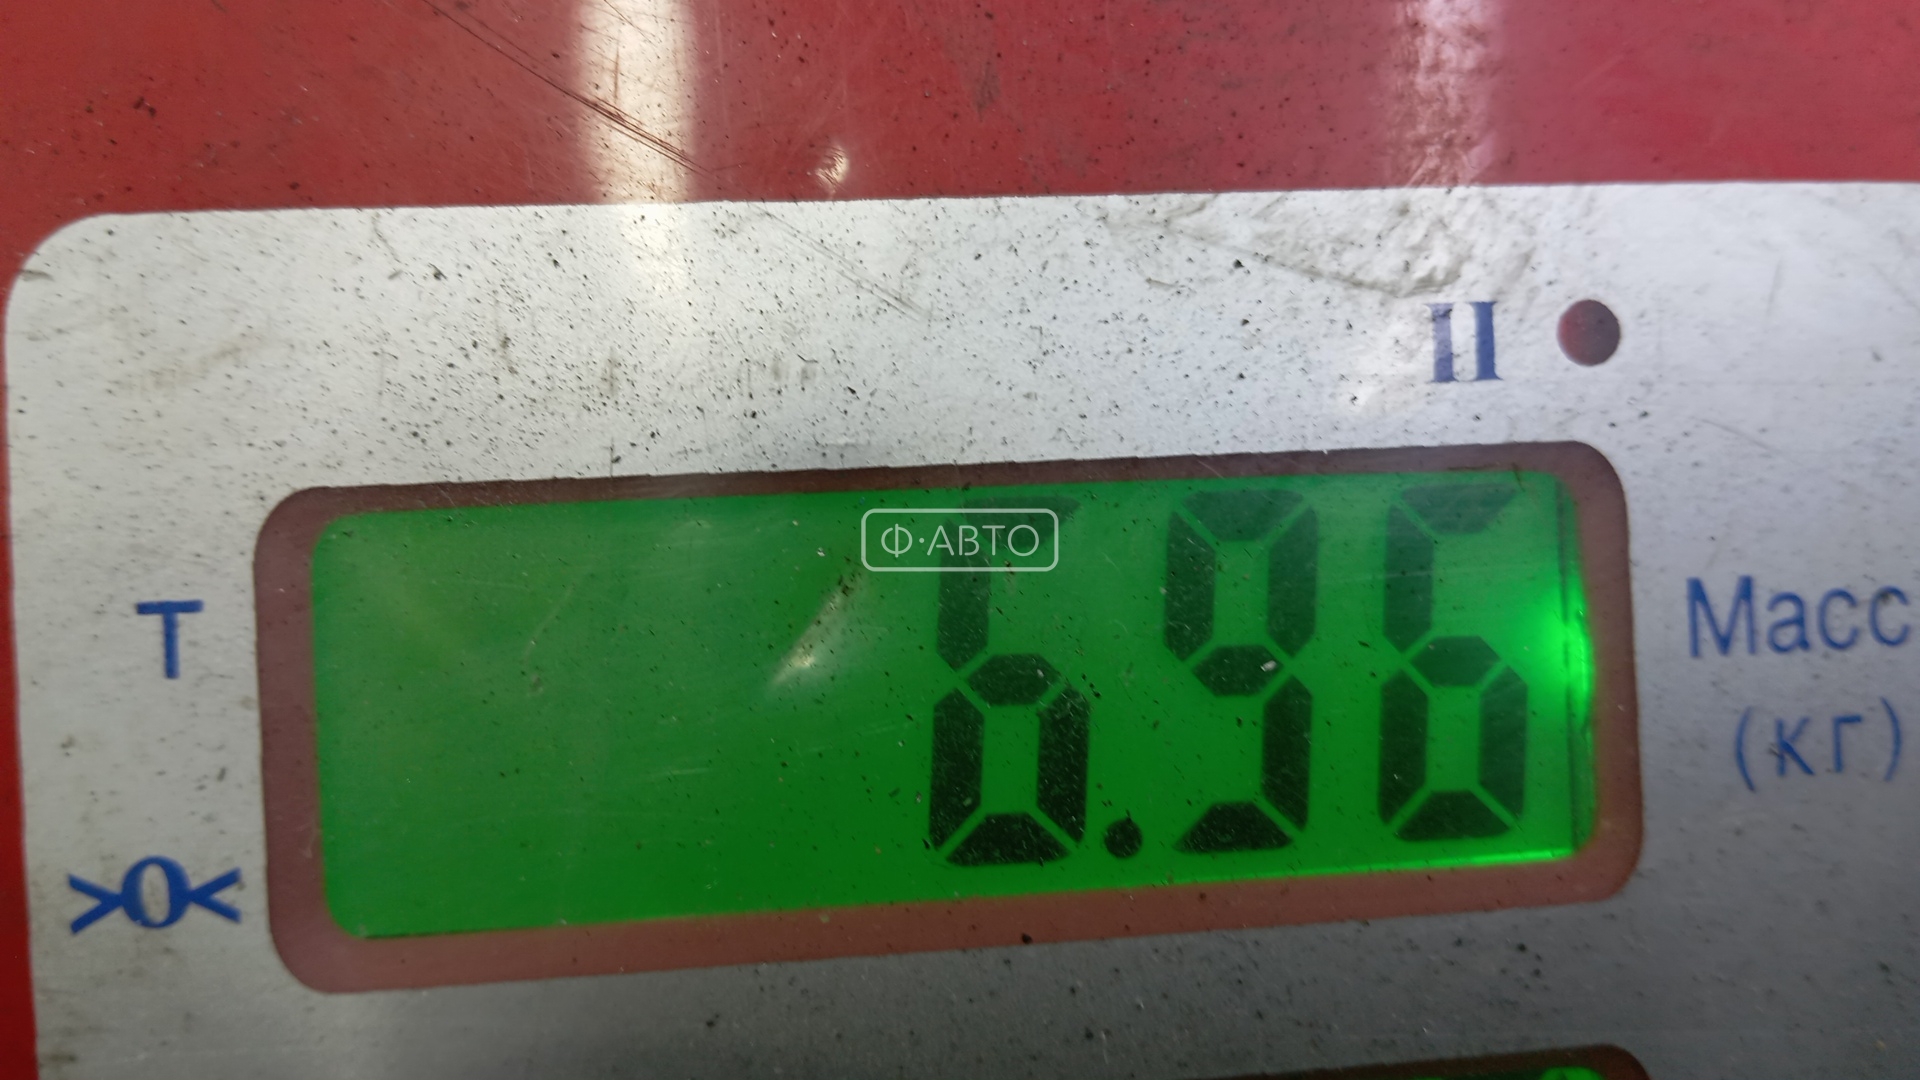 II
Ф·АВТО
6.96
T
Масс
(кг)
>0<